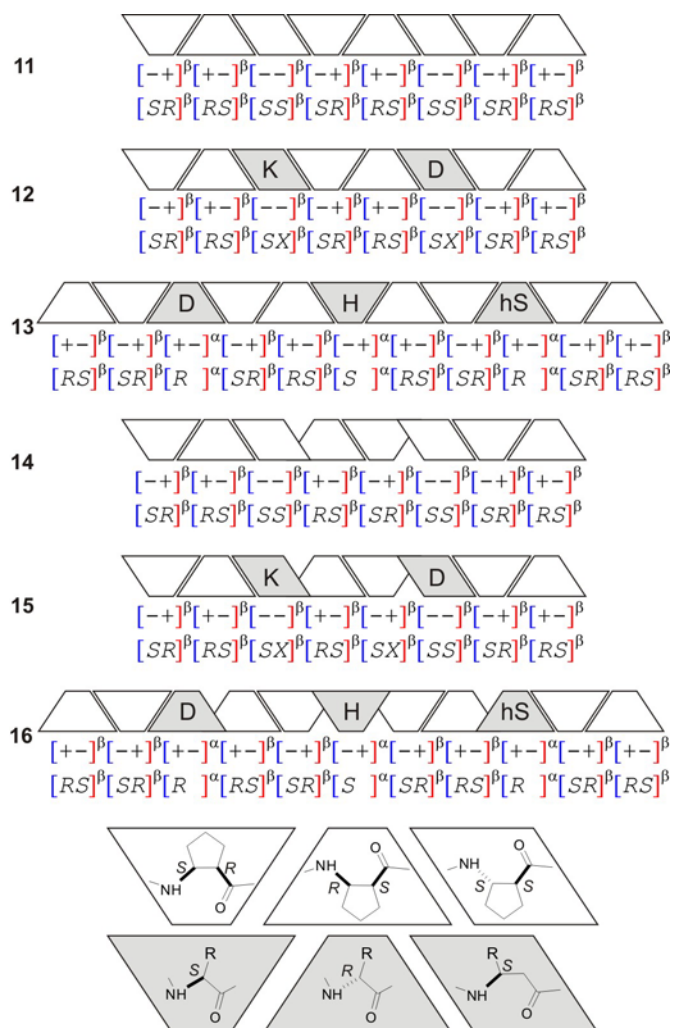 11
[-+]β[+-]β[--]β[-+]β[+-]β[--]β[-+]β[+-]β
[SR]β[RS]β[SS]β[SR]β[RS]β[SS]β[SR]β[RS]β
K D
12
[-+]β[+-]β[--]β[-+]β[+-]β[--]β[-+]β[+-]β
[SR]β[RS]β[SX]β[SR]β[RS]β[SX]β[SR]β[RS]β
D H hS
13
[+-]β[-+]β[+-]α[-+]β[+-]β[-+]α[+-]β[-+]β[+-]α[-+]β[+-]β
[RS]β[SR]β[R ]α[SR]β[RS]β[S ]α[RS]β[SR]β[R ]α[SR]β[RS]β
14
[-+]β[+-]β[--]β[+-]β[-+]β[--]β[-+]β[+-]β
[SR]β[RS]β[SS]β[RS]β[SR]β[SS]β[SR]β[RS]β
K D
15
[-+]β[+-]β[--]β[+-]β[-+]β[--]β[-+]β[+-]β
[SR]β[RS]β[SX]β[RS]β[SX]β[SS]β[SR]β[RS]β
D H hS
16
[+-]β[-+]β[+-]α[+-]β[-+]β[-+]α[-+]β[+-]β[+-]α[-+]β[+-]β
[RS]β[SR]β[R ]α[RS]β[SR]β[S ]α[SR]β[RS]β[R ]α[SR]β[RS]β
NH S R O
NH R S O
NH S S O
NH S R O
NH R R O
NH R S O